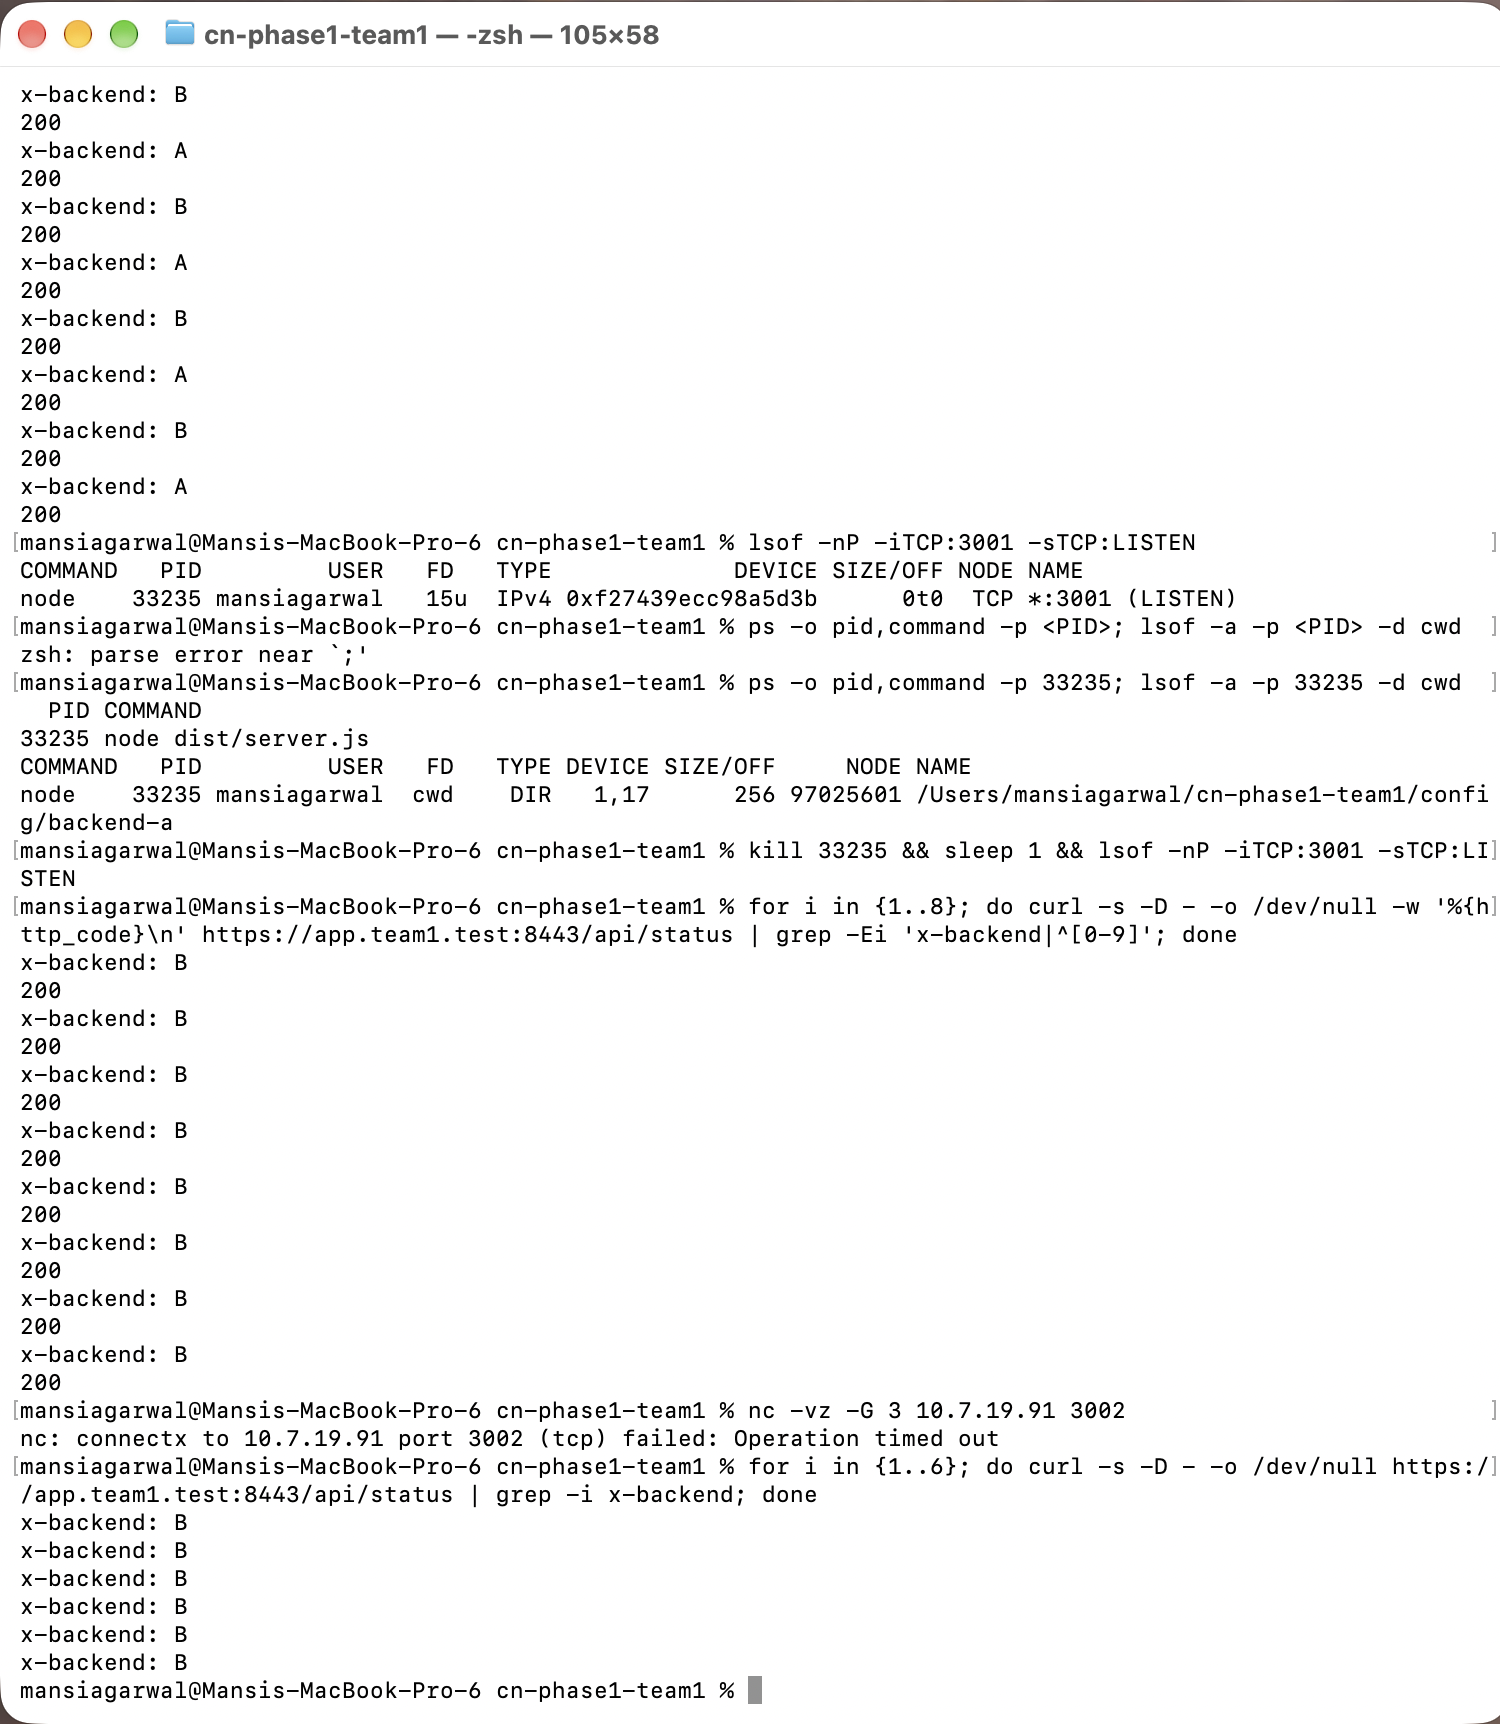 cn-phase1-team1 — -zsh — 105×58
x-backend: B
200
x-backend: A
200
x-backend: B
200
x-backend: A
200
x-backend: B
200
x-backend: A
200
x-backend: B
200
x-backend: A
200
[mansiagarwal@Mansis-MacBook-Pro-6 cn-phase1-team1 % lsof -nP -iTCP:3001 -sTCP:LISTEN ]
COMMAND   PID         USER   FD   TYPE             DEVICE SIZE/OFF NODE NAME
node    33235 mansiagarwal   15u  IPv4 0xf27439ecc98a5d3b      0t0  TCP *:3001 (LISTEN)
[mansiagarwal@Mansis-MacBook-Pro-6 cn-phase1-team1 % ps -o pid,command -p <PID>; lsof -a -p <PID> -d cwd ]
zsh: parse error near `;'
[mansiagarwal@Mansis-MacBook-Pro-6 cn-phase1-team1 % ps -o pid,command -p 33235; lsof -a -p 33235 -d cwd ]
  PID COMMAND
33235 node dist/server.js
COMMAND   PID         USER   FD   TYPE DEVICE SIZE/OFF     NODE NAME
node    33235 mansiagarwal  cwd    DIR   1,17      256 97025601 /Users/mansiagarwal/cn-phase1-team1/confi
g/backend-a
[mansiagarwal@Mansis-MacBook-Pro-6 cn-phase1-team1 % kill 33235 && sleep 1 && lsof -nP -iTCP:3001 -sTCP:LI]
STEN
[mansiagarwal@Mansis-MacBook-Pro-6 cn-phase1-team1 % for i in {1..8}; do curl -s -D - -o /dev/null -w '%{h]
ttp_code}\n' https://app.team1.test:8443/api/status | grep -Ei 'x-backend|^[0-9]'; done
x-backend: B
200
x-backend: B
200
x-backend: B
200
x-backend: B
200
x-backend: B
200
x-backend: B
200
x-backend: B
200
x-backend: B
200
[mansiagarwal@Mansis-MacBook-Pro-6 cn-phase1-team1 % nc -vz -G 3 10.7.19.91 3002 ]
nc: connectx to 10.7.19.91 port 3002 (tcp) failed: Operation timed out
[mansiagarwal@Mansis-MacBook-Pro-6 cn-phase1-team1 % for i in {1..6}; do curl -s -D - -o /dev/null https:/]
/app.team1.test:8443/api/status | grep -i x-backend; done
x-backend: B
x-backend: B
x-backend: B
x-backend: B
x-backend: B
x-backend: B
mansiagarwal@Mansis-MacBook-Pro-6 cn-phase1-team1 %